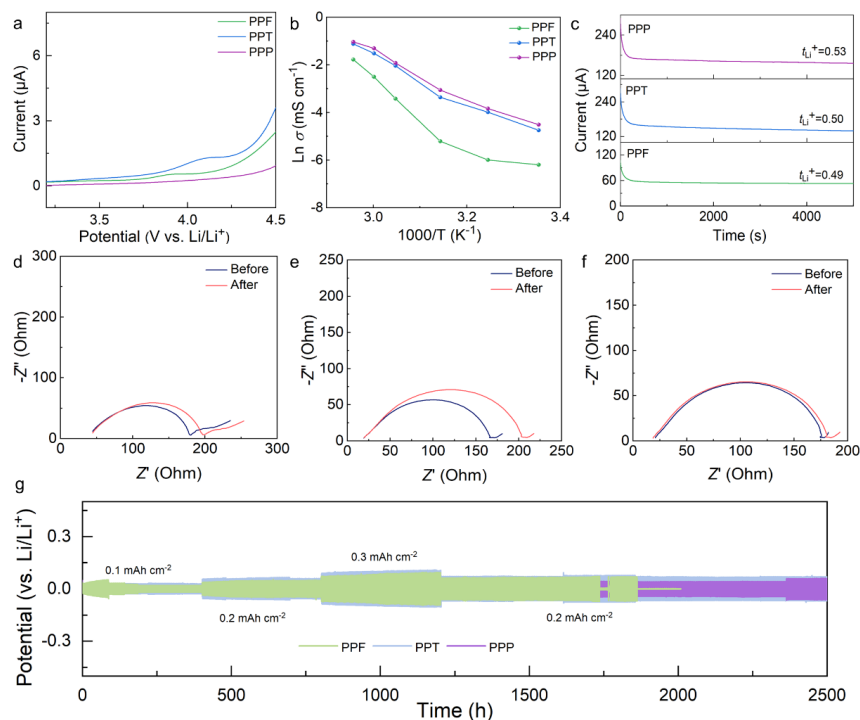 a
PPF
PPT
PPP
6
3
0
Current (μA)
3.5
4.0
4.5
Potential (V vs. Li/Li⁺)
b
PPF
PPT
PPP
0
-2
-4
-6
-8
Ln σ (mS cm⁻¹)
3.0
3.2
3.4
1000/T (K⁻¹)
c
PPP
240
120
t Li⁺=0.53
PPT
240
120
t Li⁺=0.50
PPF
120
90
60
30
0
t Li⁺=0.49
Current (μA)
0
2000
4000
Time (s)
d
Before
After
300
200
100
0
-Z" (Ohm)
0
100
200
300
Z' (Ohm)
e
Before
After
250
200
150
100
50
0
-Z" (Ohm)
0
50
100
150
200
250
Z' (Ohm)
f
Before
After
200
150
100
50
0
-Z" (Ohm)
0
50
100
150
200
Z' (Ohm)
g
0.3
0.0
-0.3
Potential (vs. Li/Li⁺)
0.1 mAh cm⁻²
0.3 mAh cm⁻²
0.2 mAh cm⁻²
0.2 mAh cm⁻²
PPF PPT PPP
0
500
1000
1500
2000
2500
Time (h)